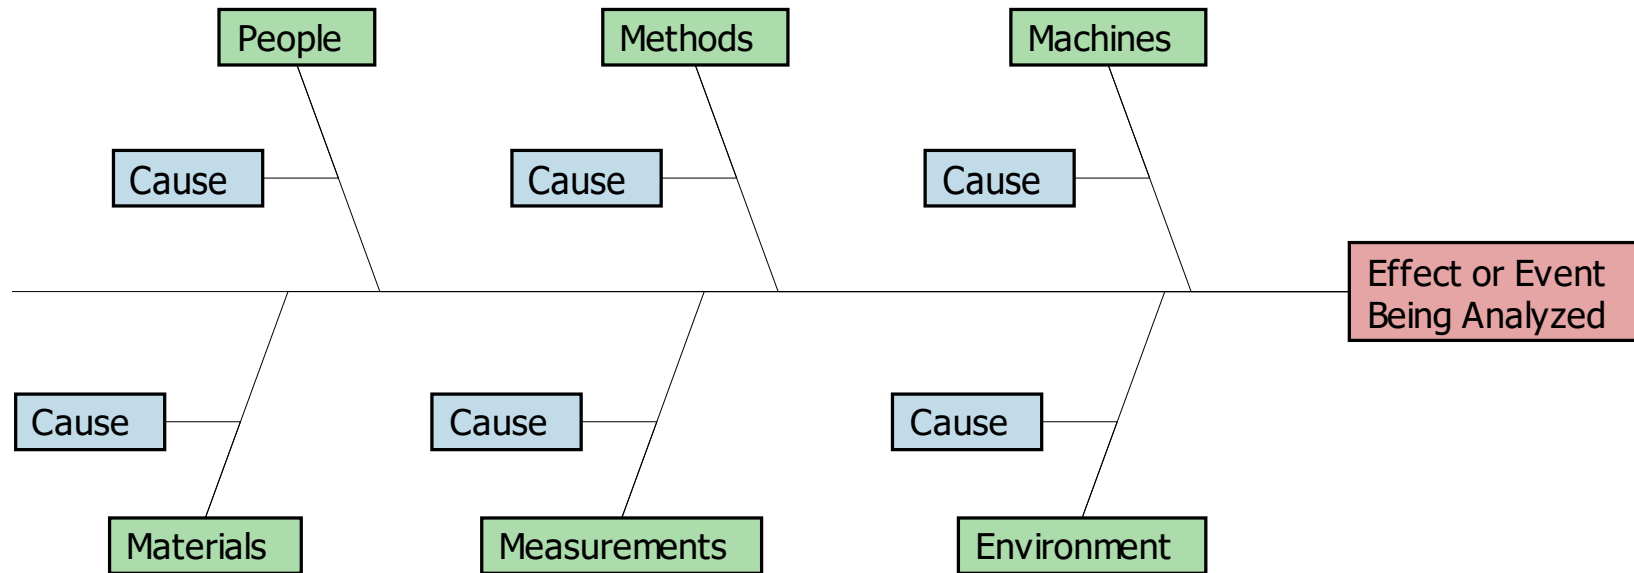 People
Methods
Machines
Cause
Cause
Cause
Effect or Event
Being Analyzed
Cause
Cause
Cause
Materials
Measurements
Environment